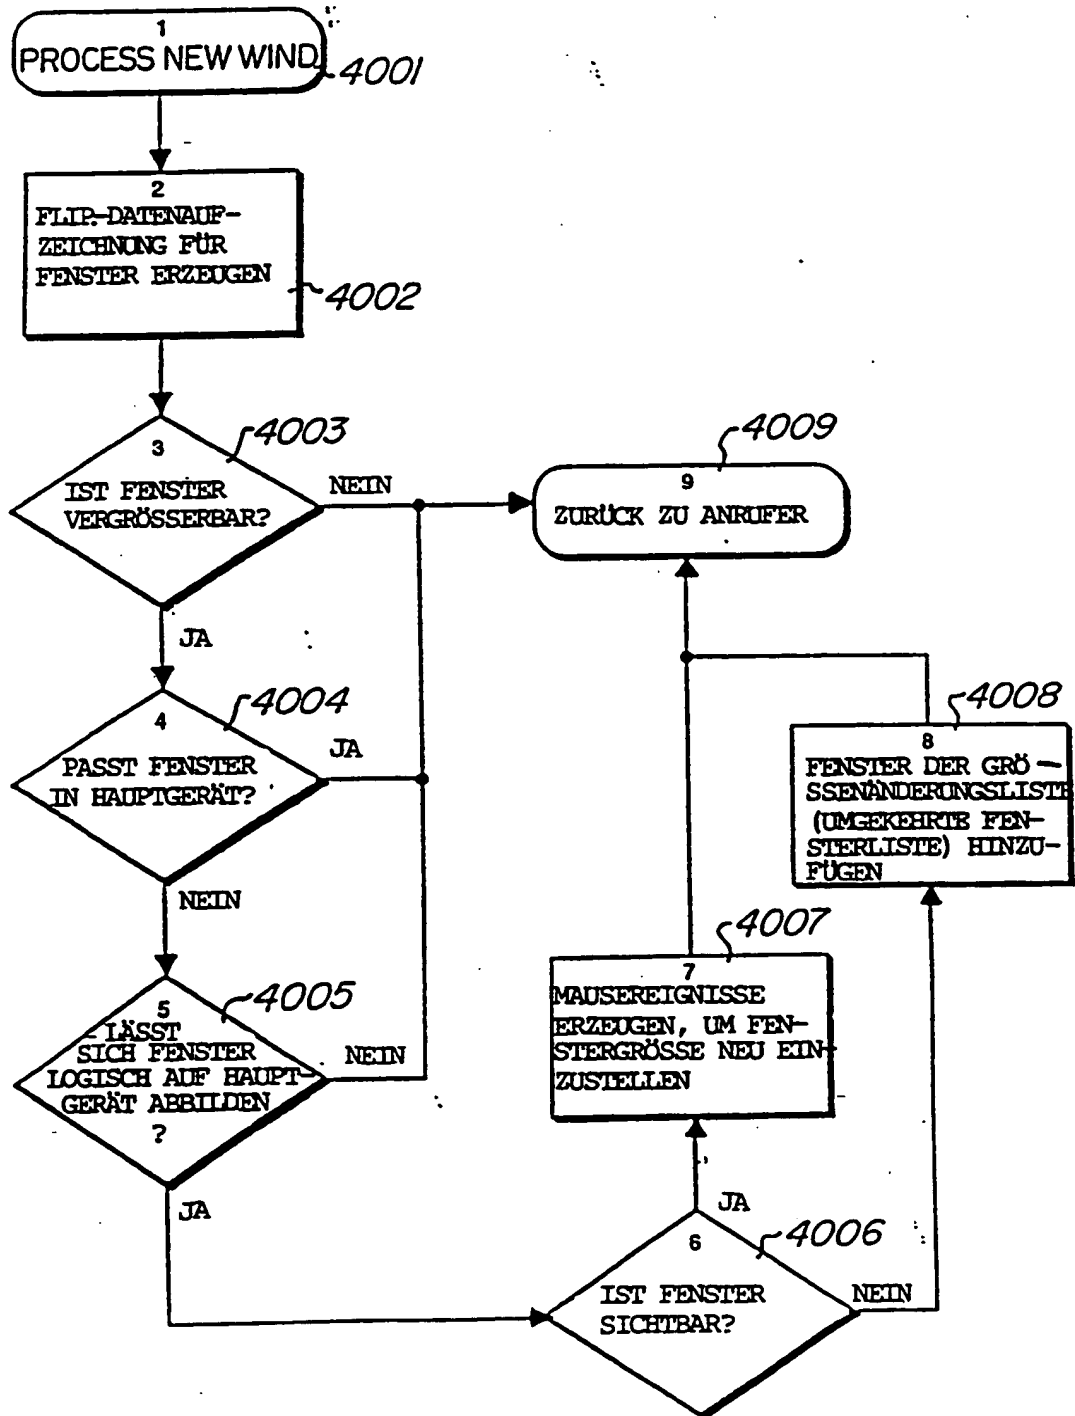 1
PROCESS NEW WIND
4001
2
FLIP-DATENAUF-
ZEICHNUNG FÜR
FENSTER ERZEUGEN
4002
3
4003
IST FENSTER
VERGRÖSSERBAR?
NEIN
JA
4009
9
ZURÜCK ZU ANRUFER
4
4004
PASST FENSTER
IN HAUPTGERÄT?
JA
NEIN
5
4005
LÄSST
SICH FENSTER
LOGISCH AUF HAUPT-
GERÄT ABBILDEN
?
NEIN
JA
6
4006
IST FENSTER
SICHTBAR?
JA
NEIN
4007
7
MAUSEREIGNISSE
ERZEUGEN, UM FEN-
STERGRÖSSE NEU EIN-
ZUSTELLEN
4008
8
FENSTER DER GRÖ-
SSENÄNDERUNGSLISTE
(UMGEKEHRTE FEN-
STERLISTE) HINZU-
FÜGEN